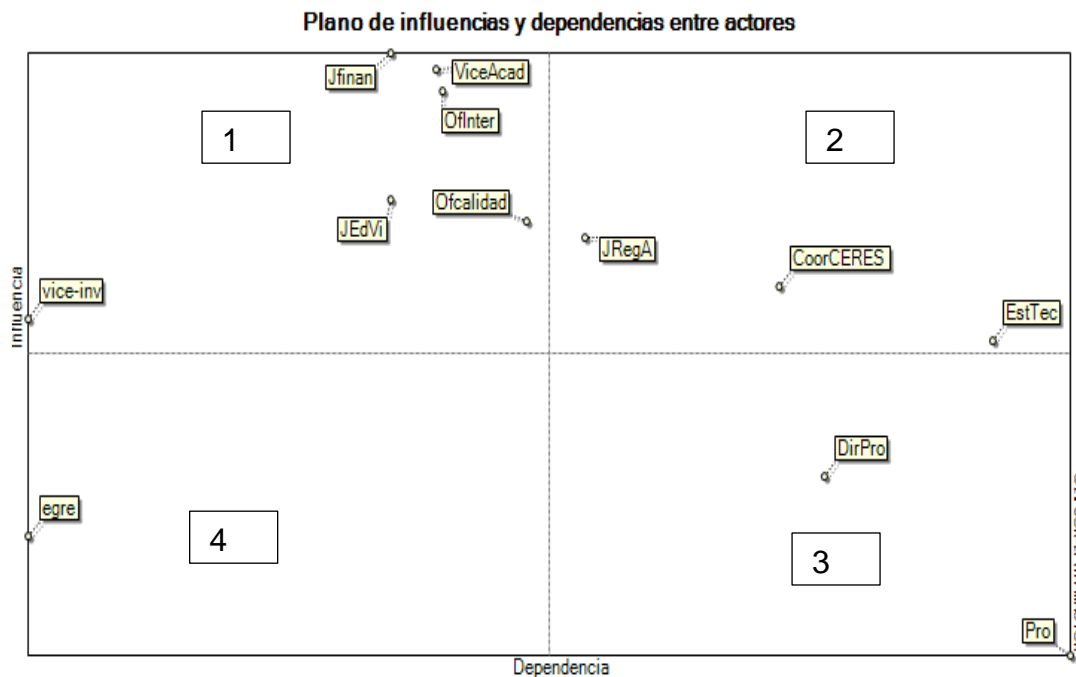 Plano de influencias y dependencias entre actores
Jfinan
ViceAcad
OfInter
1
2
Ofcalidad
JEdVi
JRegA
CoorCERES
vice-inv
EstTec
Influencia
DirPro
egre
4
3
Pro
Dependencia